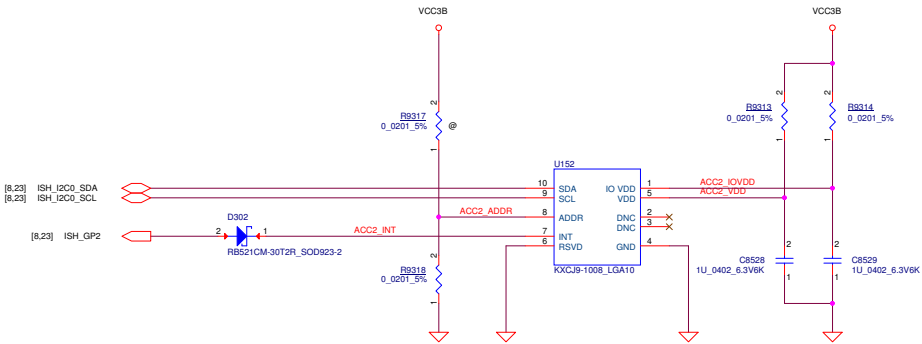 VCC3B
VCC3B
2
R9317
0_0201_5%
@
1
2
R9313
0_0201_5%
1
2
R9314
0_0201_5%
1
U152
[8,23] ISH_I2C0_SDA
[8,23] ISH_I2C0_SCL
10 SDA
9 SCL
8 ADDR
7 INT
6 RSVD
IO VDD 1
VDD 5
DNC 2
DNC 3
GND 4
ACC2_IOVDD
ACC2_VDD
ACC2_ADDR
D302
[8,23] ISH_GP2
2
1
ACC2_INT
RB521CM-30T2R_SOD923-2
KXCJ9-1008_LGA10
2
R9318
0_0201_5%
1
2
C8528
1U_0402_6.3V6K
1
2
C8529
1U_0402_6.3V6K
1